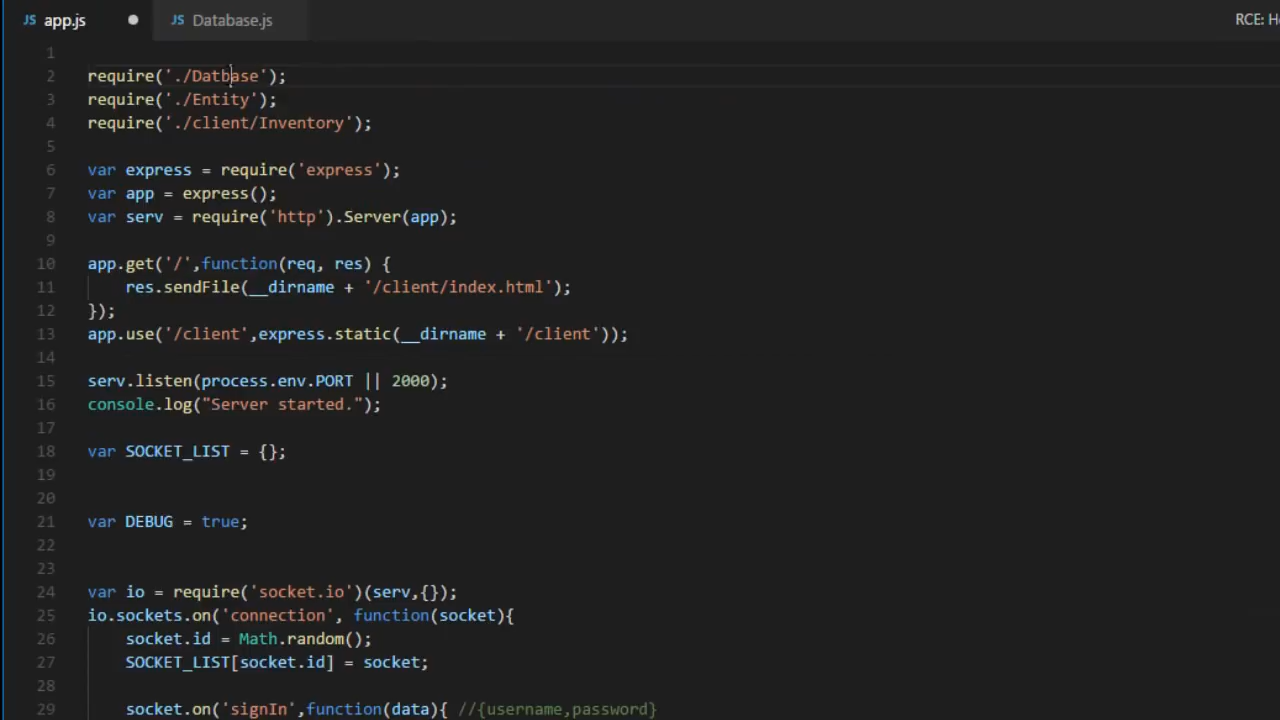 JS app.js ● JS Database.js RCE:
1
2 require('./Datbase');
3 require('./Entity');
4 require('./client/Inventory');
5
6 var express = require('express');
7 var app = express();
8 var serv = require('http').Server(app);
9
10 app.get('/',function(req, res) {
11 res.sendFile(__dirname + '/client/index.html');
12 });
13 app.use('/client',express.static(__dirname + '/client'));
14
15 serv.listen(process.env.PORT || 2000);
16 console.log("Server started.");
17
18 var SOCKET_LIST = {};
19
20
21 var DEBUG = true;
22
23
24 var io = require('socket.io')(serv,{});
25 io.sockets.on('connection', function(socket){
26 socket.id = Math.random();
27 SOCKET_LIST[socket.id] = socket;
28
29 socket.on('signIn',function(data){ //{username,password}